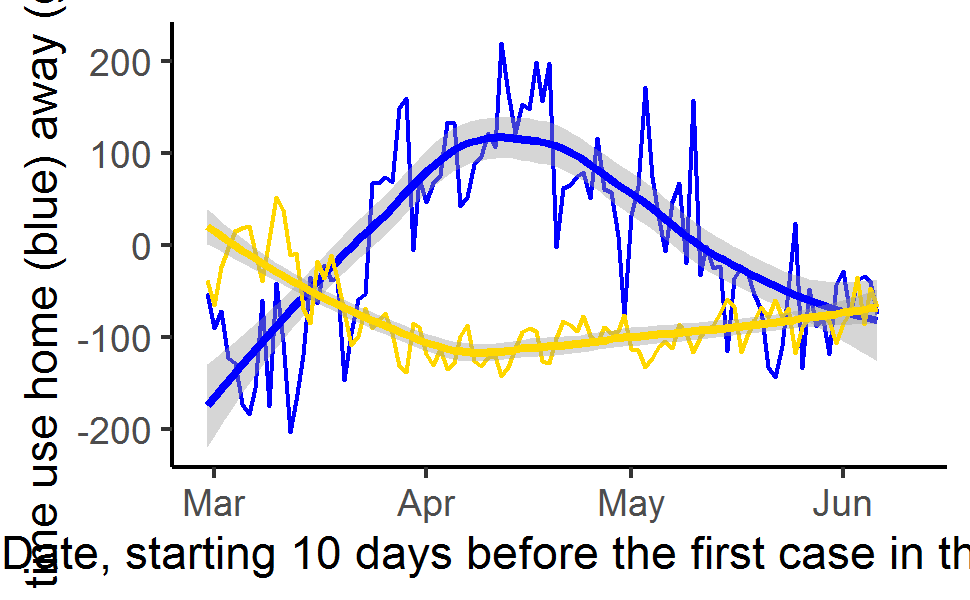 time use home (blue) away (
200
100
0
-100
-200
Mar Apr May Jun
Date, starting 10 days before the first case in th